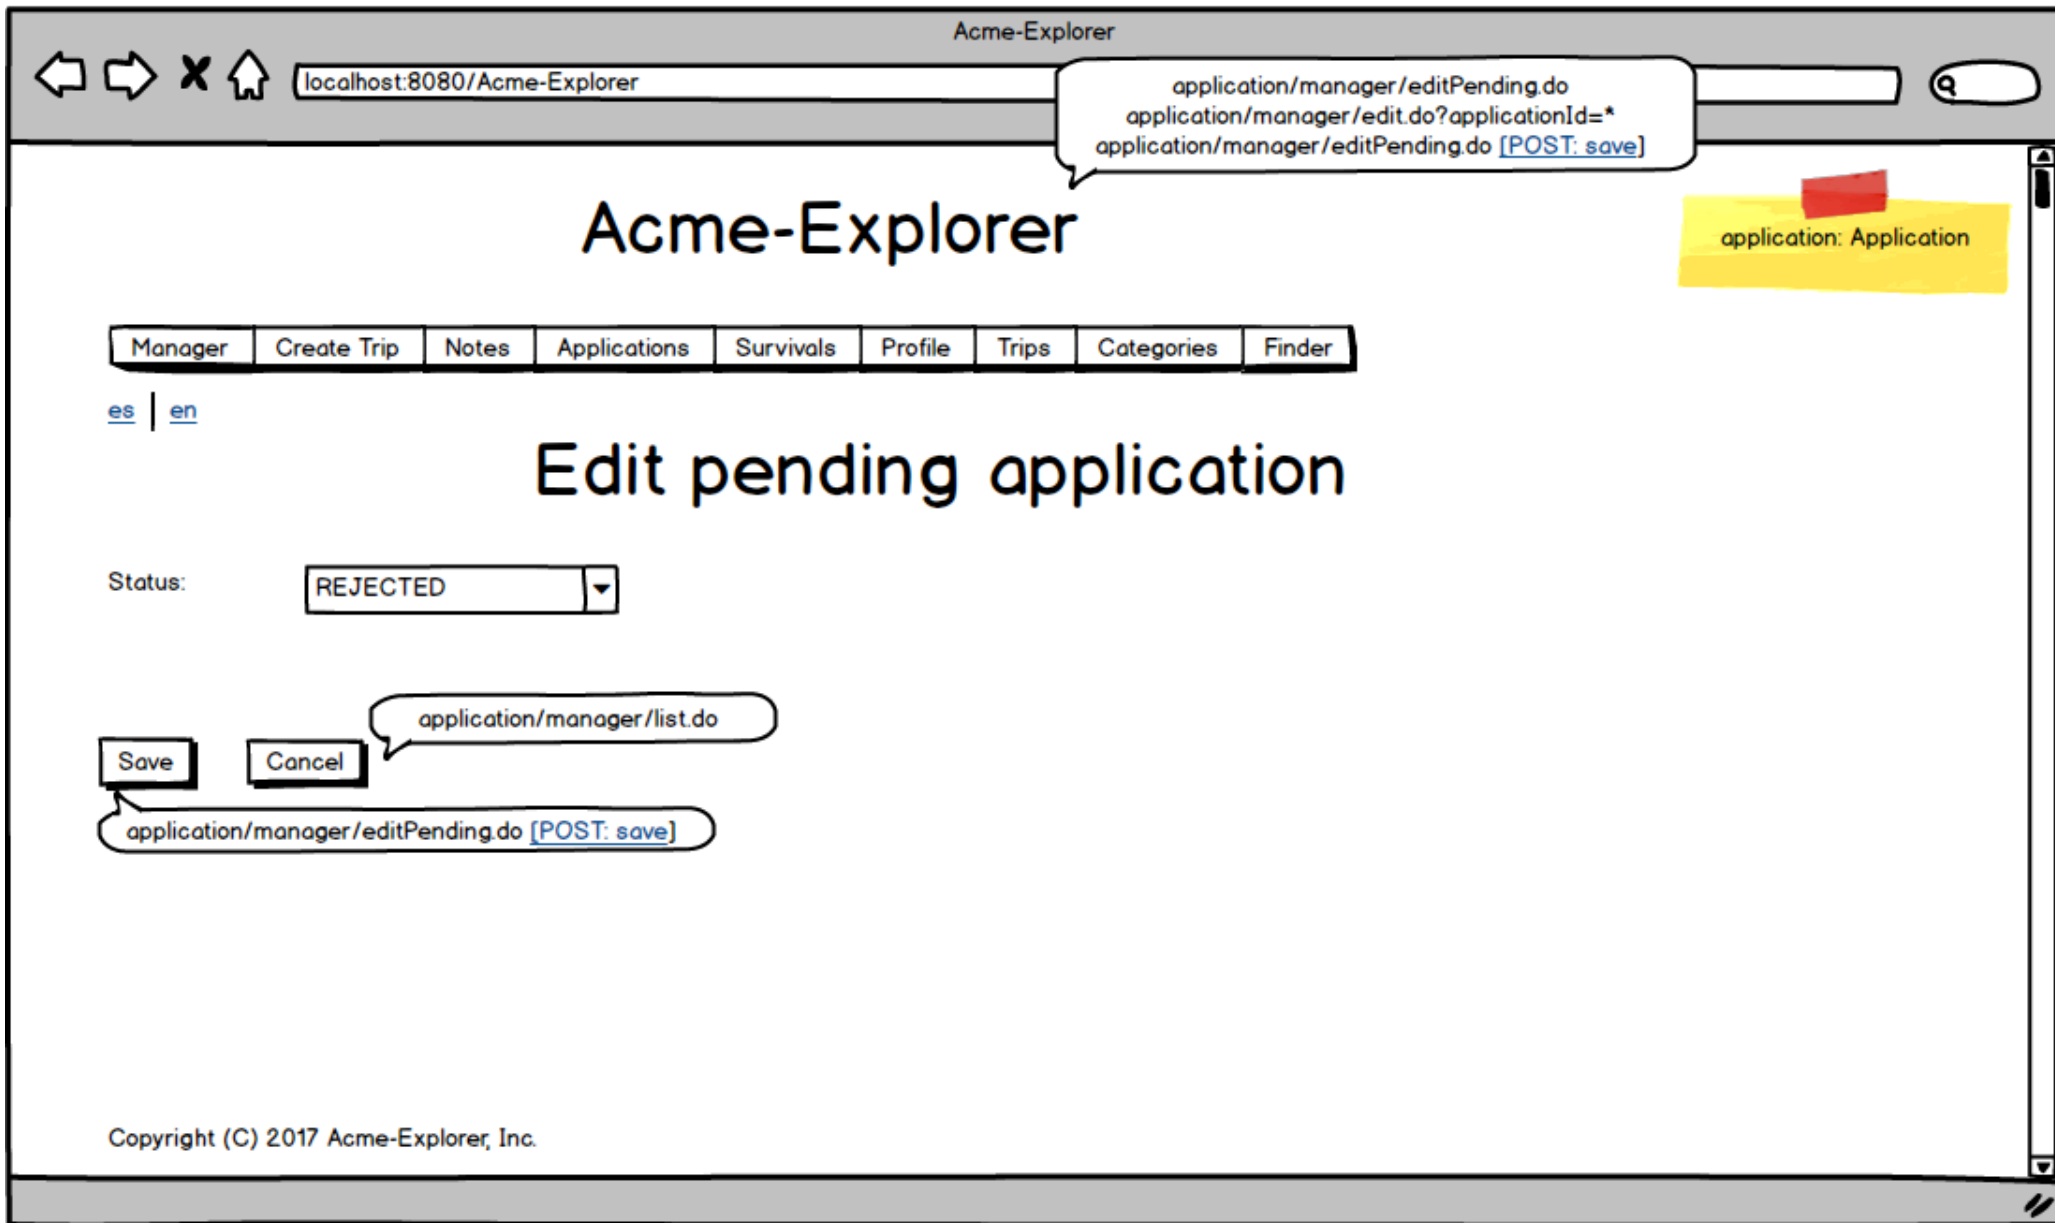 Acme-Explorer
localhost:8080/Acme-Explorer
application/manager/editPending.do
application/manager/edit.do?applicationId=*
application/manager/editPending.do [POST: save]
Acme-Explorer
application: Application
Manager Create Trip Notes Applications Survivals Profile Trips Categories Finder
es | en
Edit pending application
Status: REJECTED
application/manager/list.do
Save Cancel
application/manager/editPending.do [POST: save]
Copyright (C) 2017 Acme-Explorer, Inc.